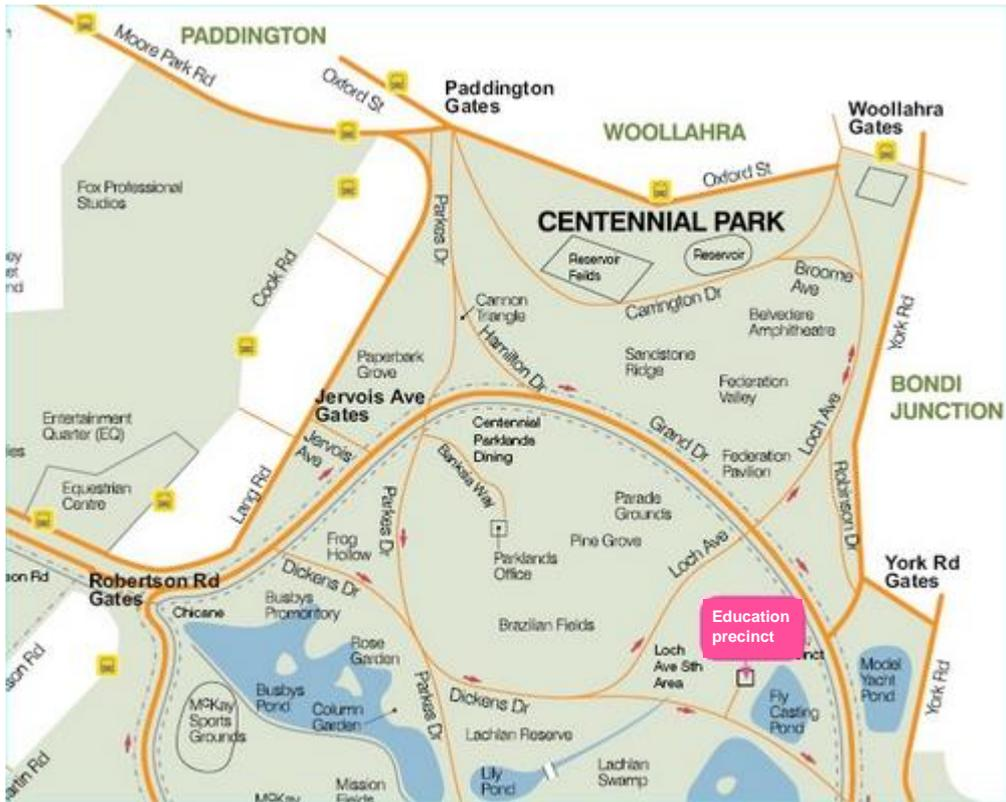 PADDINGTON
Moore Park Rd
Oxford St
Paddington
Gates
WOOLLAHRA
Woollahra
Gates
Oxford St
Fox Professional
Studios
CENTENNIAL PARK
Parkes Dr
Reservoir
Feilds
Reservoir
Broome
Ave
Carrington Dr
Cook Rd
Cannon
Triangle
Belvedere
Amphitheatre
York Rd
Hamilton Dr
Sandstone
Ridge
Paperbark
Grove
Federation
Valley
BONDI
JUNCTION
Jervois Ave
Gates
Entertainment
Quarter (EQ)
Centennial
Parklands
Dining
Grand Dr
Loch Ave
Jervois
Ave
Banksia Way
Federation
Pavilion
Equestrian
Centre
Lang Rd
Parkes Dr
Parade
Grounds
Robinson Dr
Frog
Hollow
Pine Grove
Loch Ave
Parklands
Office
York Rd
Gates
Robertson Rd
Gates
Dickens Dr
Chicane
Busbys
Promontory
Education
precinct
Brazilian Fields
Rose
Garden
Loch
Ave Sth
Area
Model
Yacht
Pond
Busbys
Pond
McKay
Sports
Grounds
Column
Garden
Parkes Dr
Dickens Dr
Fly
Casting
Pond
York Rd
Lachlan Reserve
Lachlan
Swamp
Lily
Pond
Mission
Fields
McKay